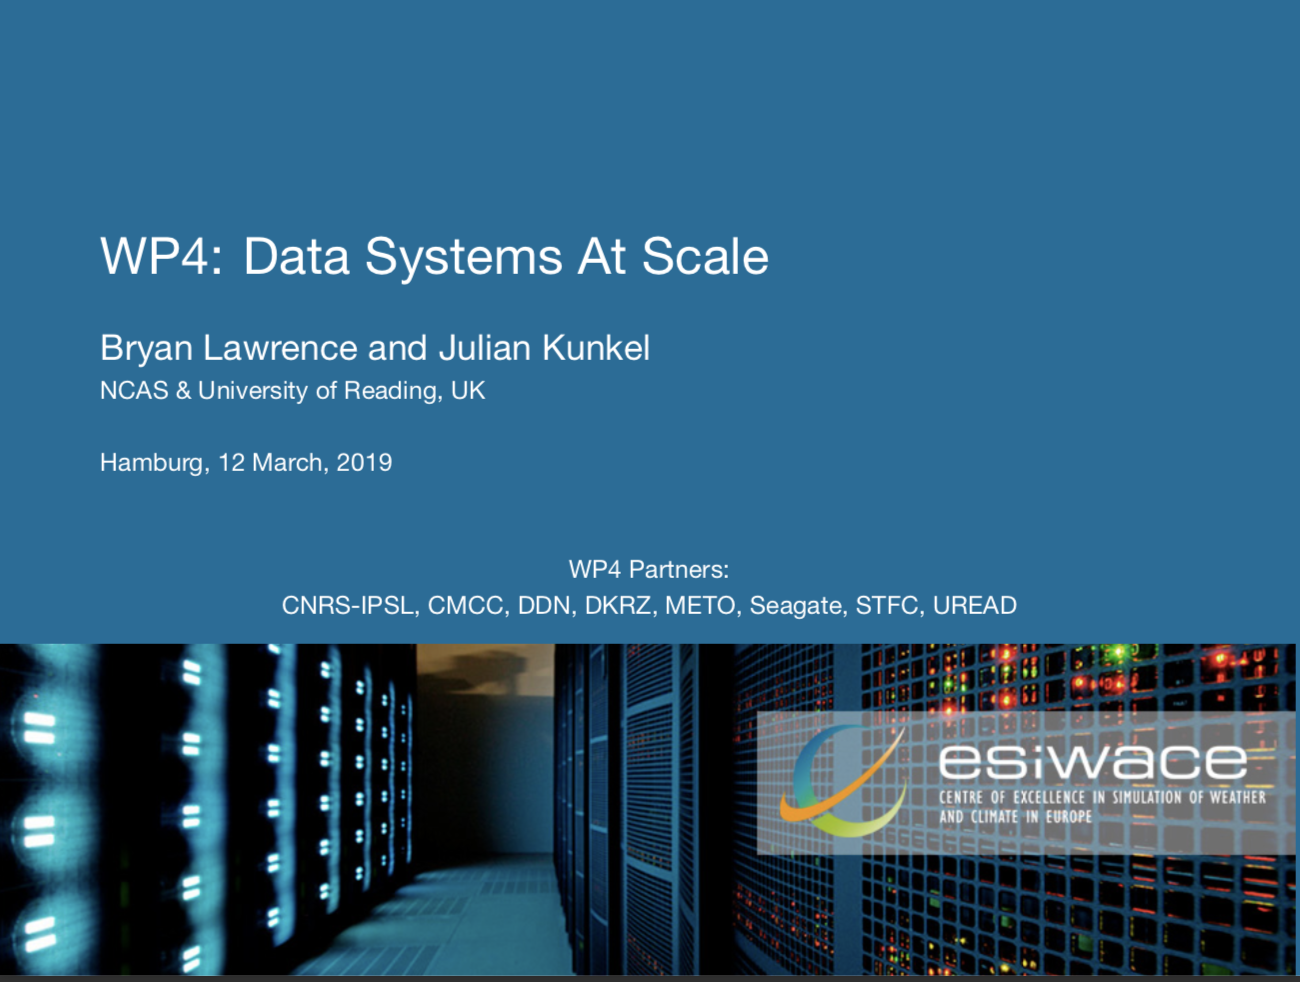 WP4: Data Systems At Scale
Bryan Lawrence and Julian Kunkel
NCAS & University of Reading, UK
Hamburg, 12 March, 2019
WP4 Partners:
CNRS-IPSL, CMCC, DDN, DKRZ, METO, Seagate, STFC, UREAD
esiwace
CENTRE OF EXCELLENCE IN SIMULATION OF WEATHER
AND CLIMATE IN EUROPE